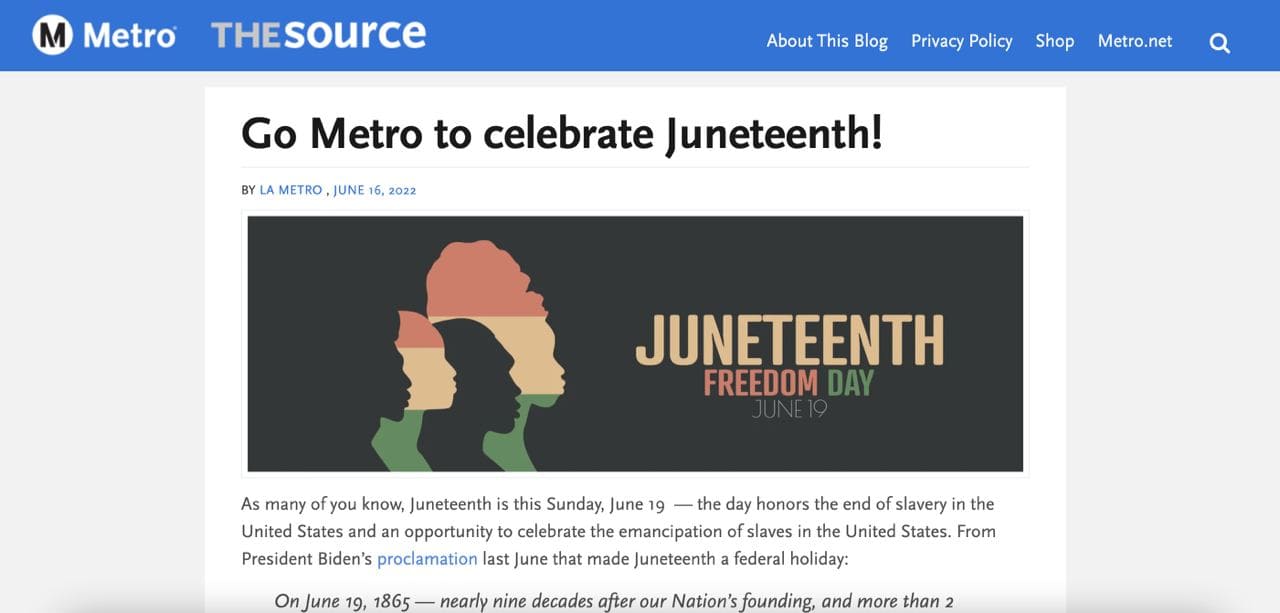 M Metro THE SOURCE About This Blog Privacy Policy Shop Metro.net
Go Metro to celebrate Juneteenth!
BY LA METRO , JUNE 16, 2022
JUNETEENTH
FREEDOM DAY
JUNE 19
As many of you know, Juneteenth is this Sunday, June 19 — the day honors the end of slavery in the
United States and an opportunity to celebrate the emancipation of slaves in the United States. From
President Biden's proclamation last June that made Juneteenth a federal holiday:
On June 19, 1865 — nearly nine decades after our Nation's founding, and more than 2